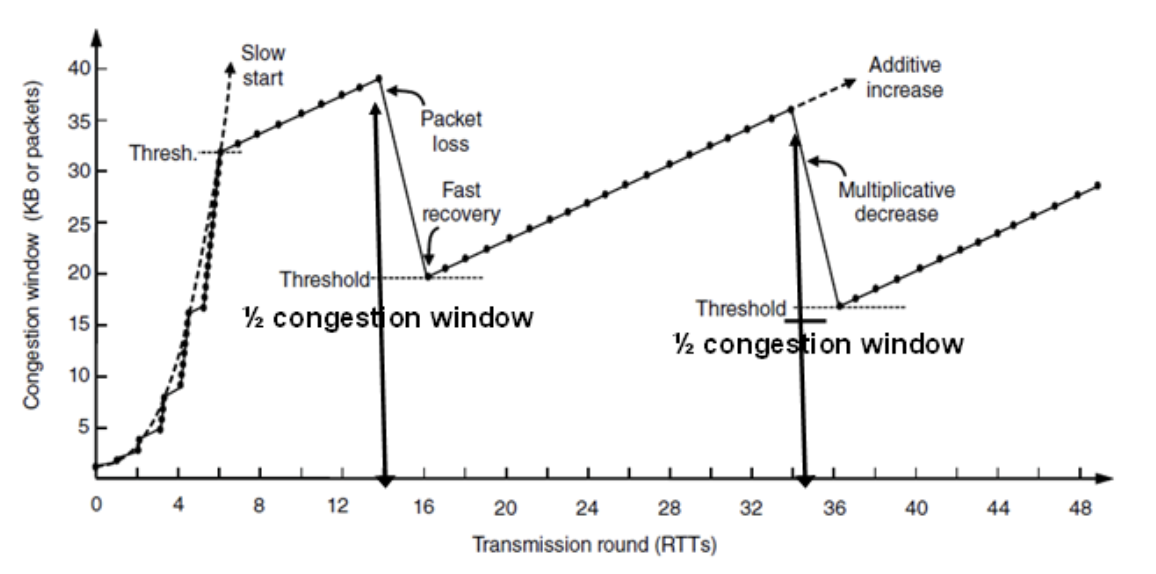 Slow
start
Additive
increase
40
35
30
25
20
15
10
5
Congestion window (KB or packets)
Thresh.
Packet
loss
Fast
recovery
Multiplicative
decrease
Threshold
½ congestion window
Threshold
½ congestion window
0 4 8 12 16 20 24 28 32 36 40 44 48
Transmission round (RTTs)